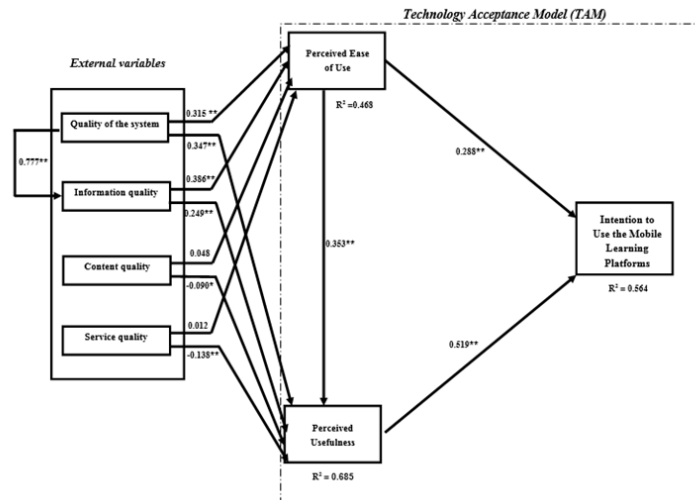 Technology Acceptance Model (TAM)
External variables
Perceived Ease
of Use
R² =0.468
Quality of the system
0.315 **
0.347**
0.777**
Information quality
0.386**
0.249**
0.288**
Content quality
0.048
-0.090*
0.353**
Intention to
Use the Mobile
Learning
Platforms
R² = 0.564
Service quality
0.012
-0.138**
0.519**
Perceived
Usefulness
R² = 0.685